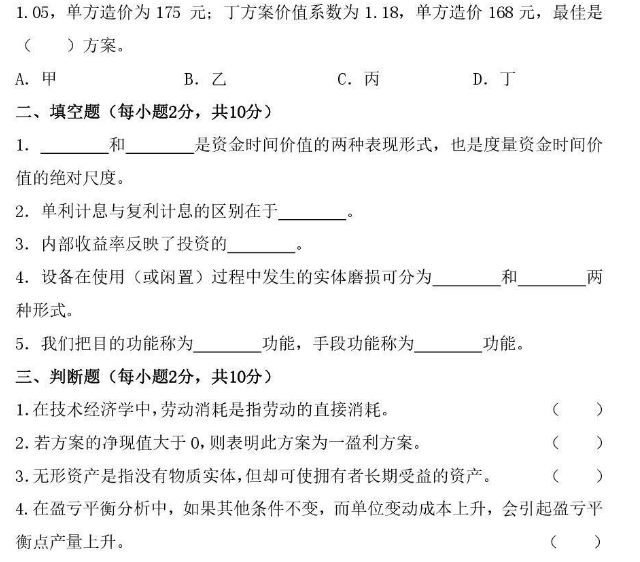 1.05，单方造价为 175 元；丁方案价值系数为 1.18，单方造价 168 元，最佳是
（　　）方案。
A．甲　　　　B．乙　　　　C．丙　　　　D．丁
二、填空题（每小题2分，共10分）
1．________和________是资金时间价值的两种表现形式，也是度量资金时间价
值的绝对尺度。
2．单利计息与复利计息的区别在于________。
3．内部收益率反映了投资的________。
4．设备在使用（或闲置）过程中发生的实体磨损可分为________和________两
种形式。
5．我们把目的功能称为________功能，手段功能称为________功能。
三、判断题（每小题2分，共10分）
1.在技术经济学中,劳动消耗是指劳动的直接消耗。（　　）
2.若方案的净现值大于 0,则表明此方案为一盈利方案。（　　）
3.无形资产是指没有物质实体,但却可使拥有者长期受益的资产。（　　）
4.在盈亏平衡分析中，如果其他条件不变，而单位变动成本上升，会引起盈亏平
衡点产量上升。（　　）